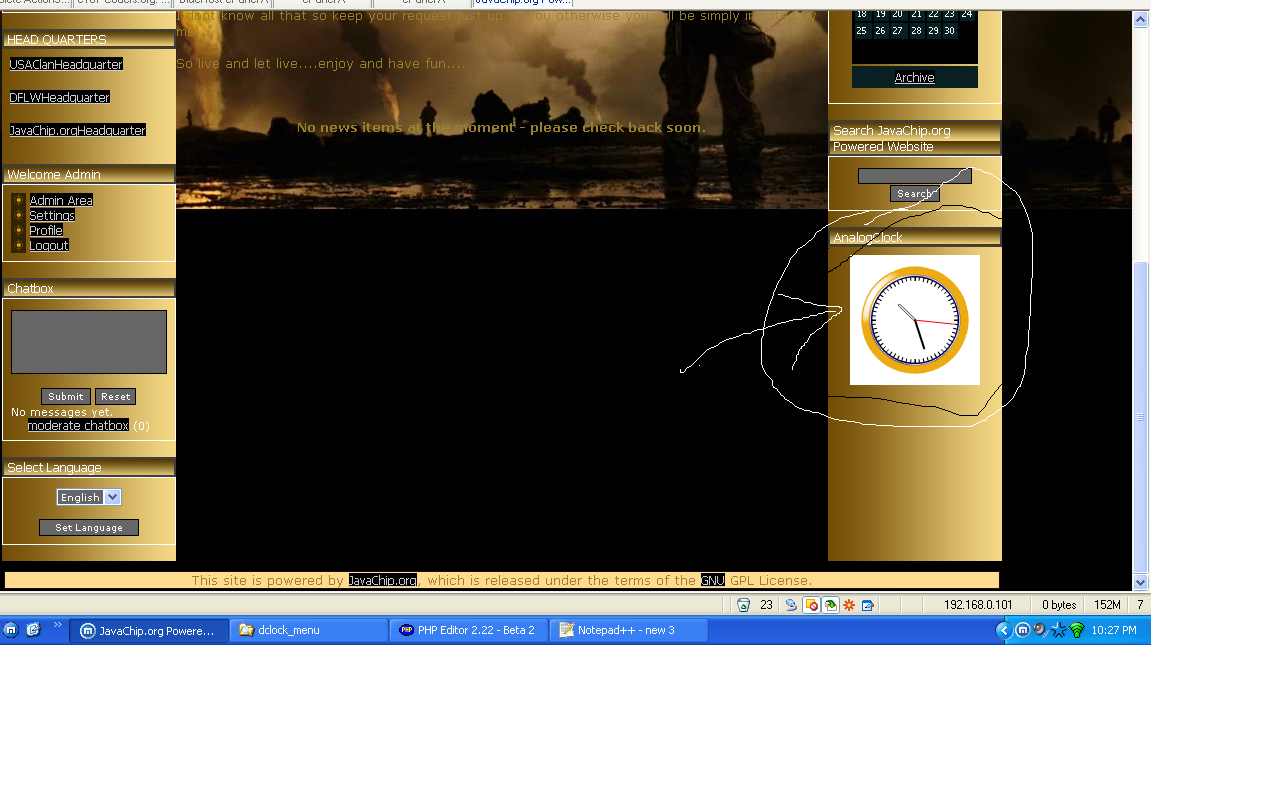 JavaChip.org Pow...
I dont know all that so keep your request just up to you otherwise you will be simply
me
So live and let live....enjoy and have fun....
No news items at the moment - please check back soon.
HEAD QUARTERS
USAClanHeadquarter
DFLWHeadquarter
JavaChip.orgHeadquarter
Welcome Admin
Admin Area
Settings
Profile
Logout
Chatbox
Submit Reset
No messages yet.
moderate chatbox (0)
Select Language
English
Set Language
18 19 20 21 22 23 24
25 26 27 28 29 30
Archive
Search JavaChip.org
Powered Website
Search
AnalogClock
This site is powered by JavaChip.org, which is released under the terms of the GNU GPL License.
23 192.168.0.101 0 bytes 152M 7
JavaChip.org Powere... dclock_menu PHP Editor 2.22 - Beta 2 Notepad++ - new 3 10:27 PM